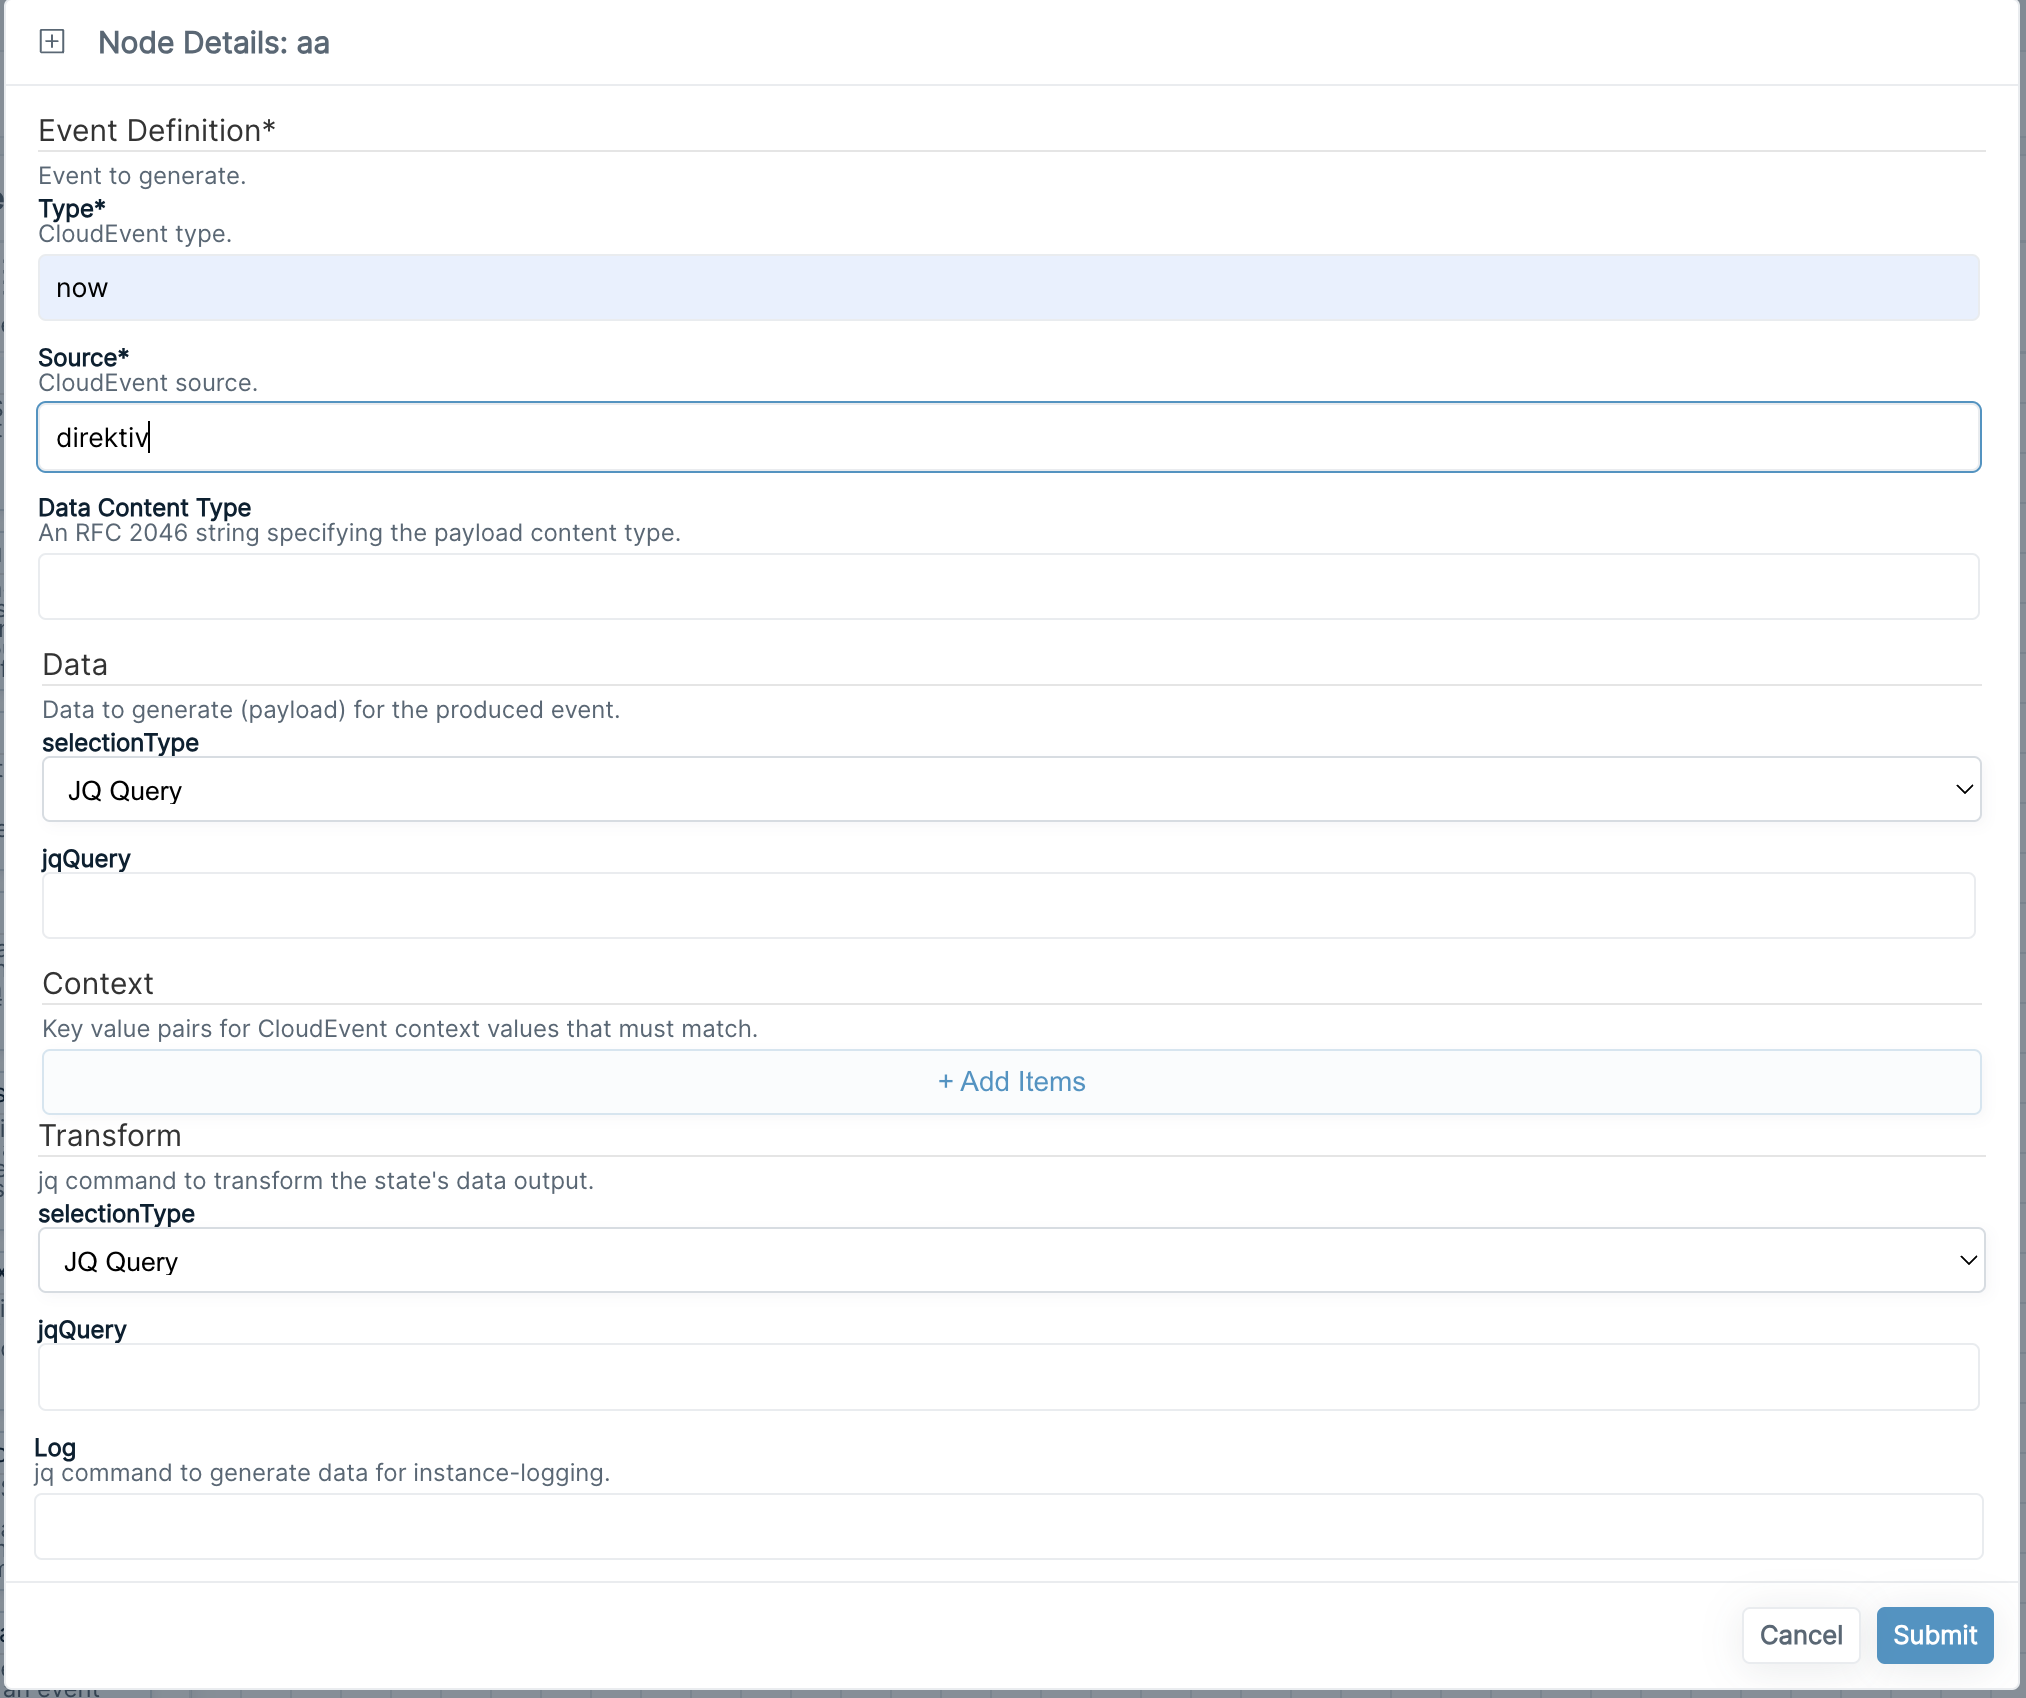 Node Details: aa
Event Definition*
Event to generate.
Type*
CloudEvent type.
now
Source*
CloudEvent source.
direktiv
Data Content Type
An RFC 2046 string specifying the payload content type.
Data
Data to generate (payload) for the produced event.
selectionType
JQ Query
jqQuery
Context
Key value pairs for CloudEvent context values that must match.
+ Add Items
Transform
jq command to transform the state's data output.
selectionType
JQ Query
jqQuery
Log
jq command to generate data for instance-logging.
Cancel
Submit
an event